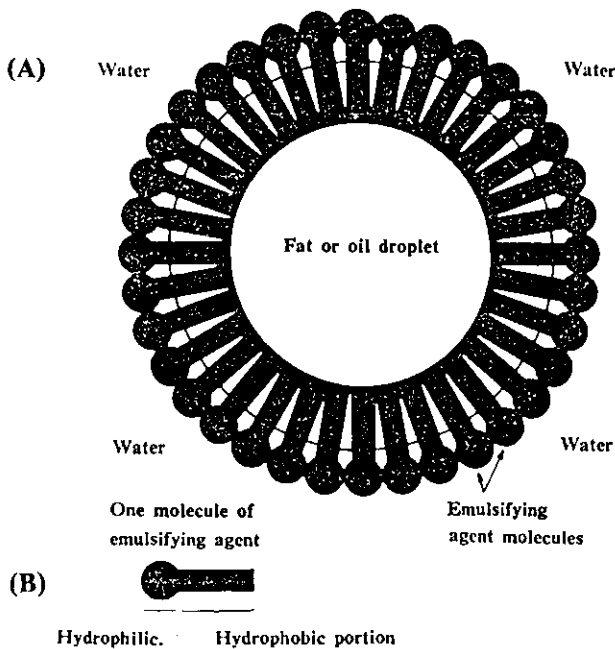 (A)
Water
Water
Fat or oil droplet
Water
Water
One molecule of
emulsifying agent
Emulsifying
agent molecules
(B)
Hydrophilic.
Hydrophobic portion